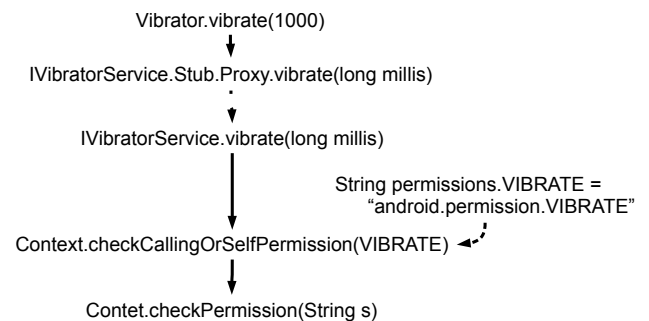 Vibrator.vibrate(1000)
IVibratorService.Stub.Proxy.vibrate(long millis)
IVibratorService.vibrate(long millis)
String permissions.VIBRATE =
“android.permission.VIBRATE”
Context.checkCallingOrSelfPermission(VIBRATE)
Contet.checkPermission(String s)